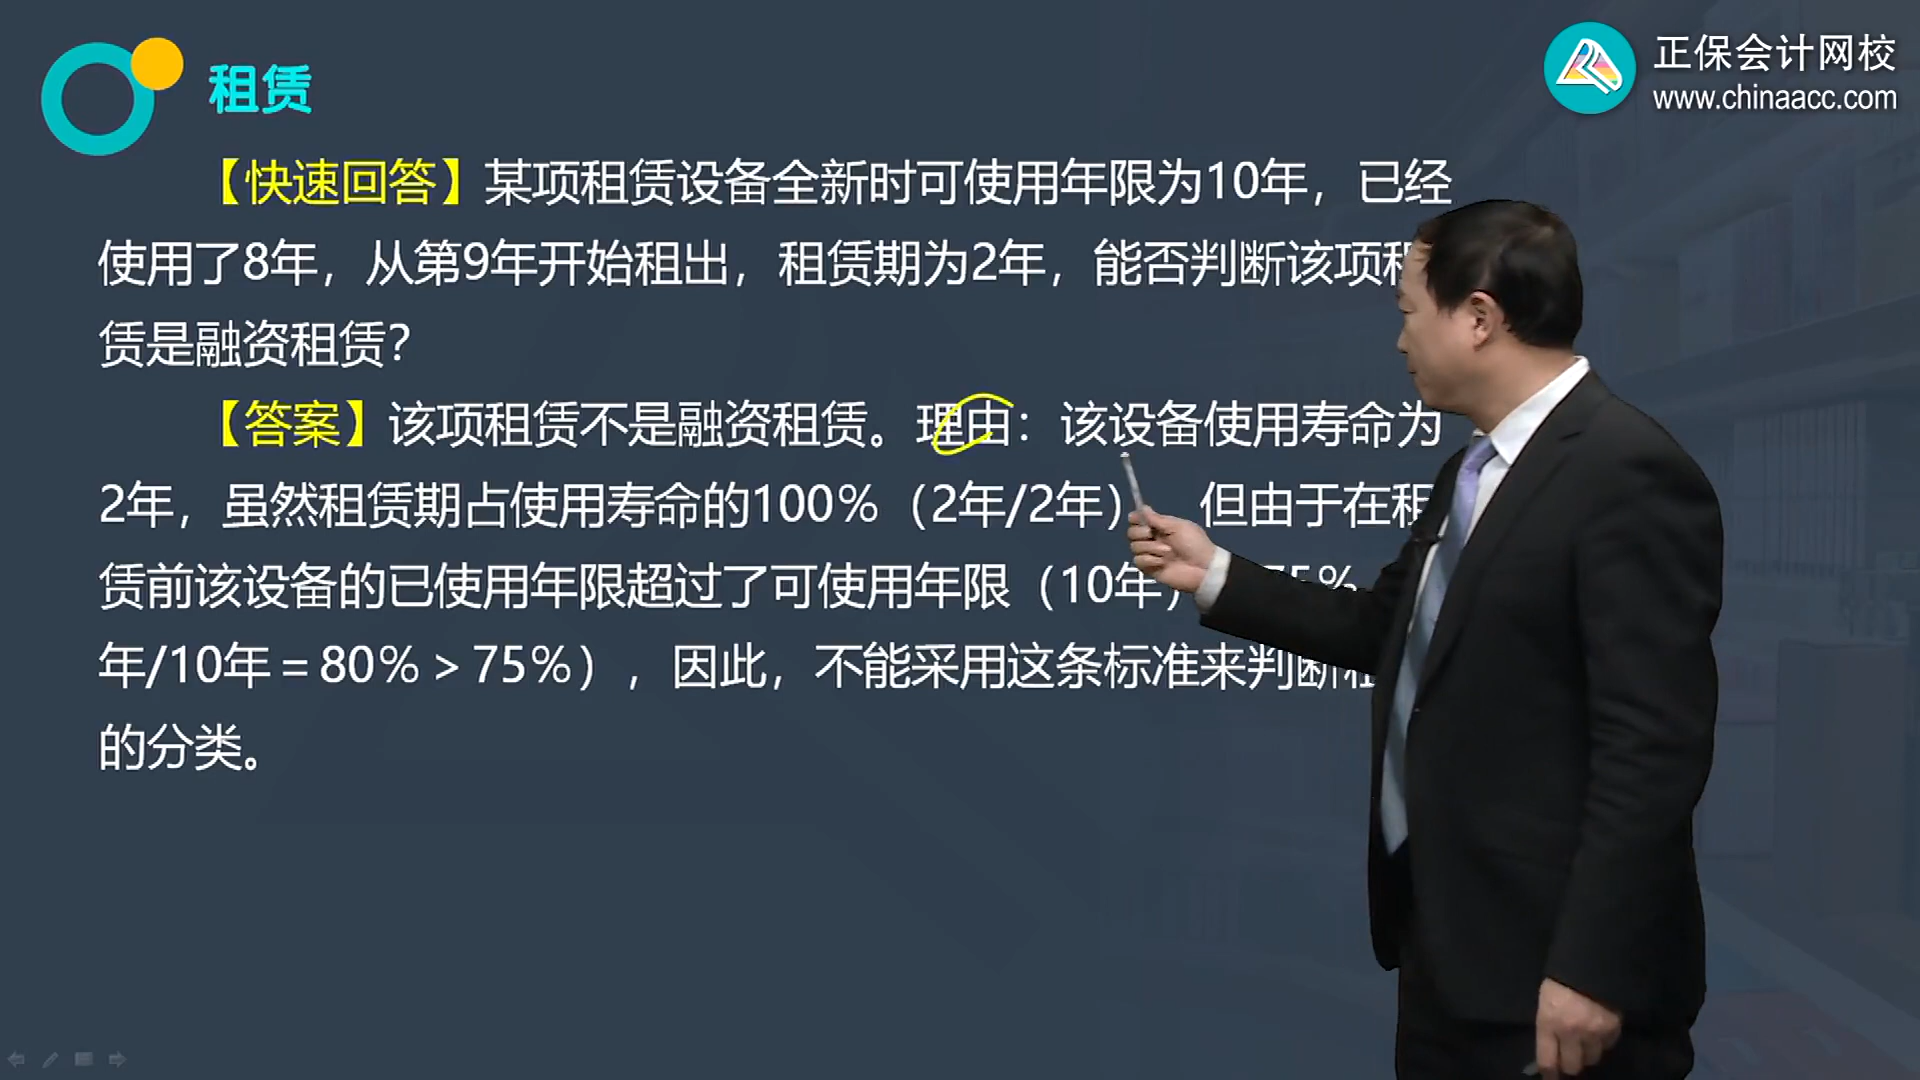 租赁
正保会计网校
www.chinaacc.com
【快速回答】某项租赁设备全新时可使用年限为10年，已经
使用了8年，从第9年开始租出，租赁期为2年，能否判断该项租
赁是融资租赁？
【答案】该项租赁不是融资租赁。理由：该设备使用寿命为
2年，虽然租赁期占使用寿命的100%（2年/2年），但由于在租
赁前该设备的已使用年限超过了可使用年限（10年）75%
年/10年＝80%＞75%），因此，不能采用这条标准来判断租
的分类。